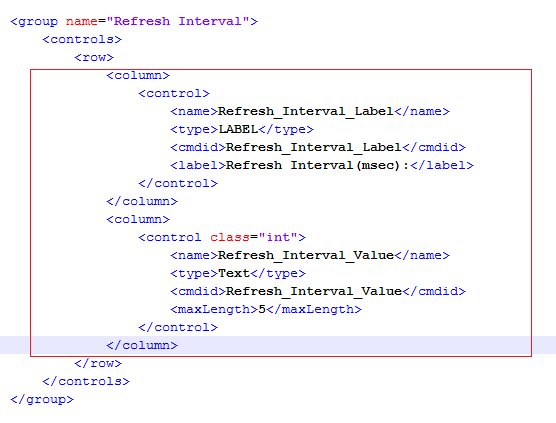 <group name="Refresh Interval">
<controls>
<row>
<column>
<control>
<name>Refresh_Interval_Label</name>
<type>LABEL</type>
<cmdid>Refresh_Interval_Label</cmdid>
<label>Refresh Interval(msec):</label>
</control>
</column>
<column>
<control class="int">
<name>Refresh_Interval_Value</name>
<type>Text</type>
<cmdid>Refresh_Interval_Value</cmdid>
<maxLength>5</maxLength>
</control>
</column>
</row>
</controls>
</group>